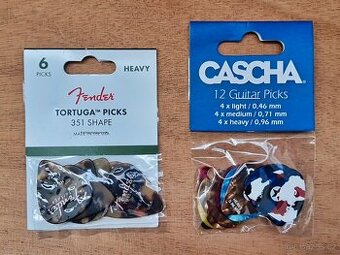 6
PICKS
HEAVY
Fender
TORTUGA™ PICKS
351 SHAPE
CASCHA
12 Guitar Picks
4 x light / 0.46 mm
4 x medium / 0,71 mm
4 x heavy / 0,96 mm
Fender